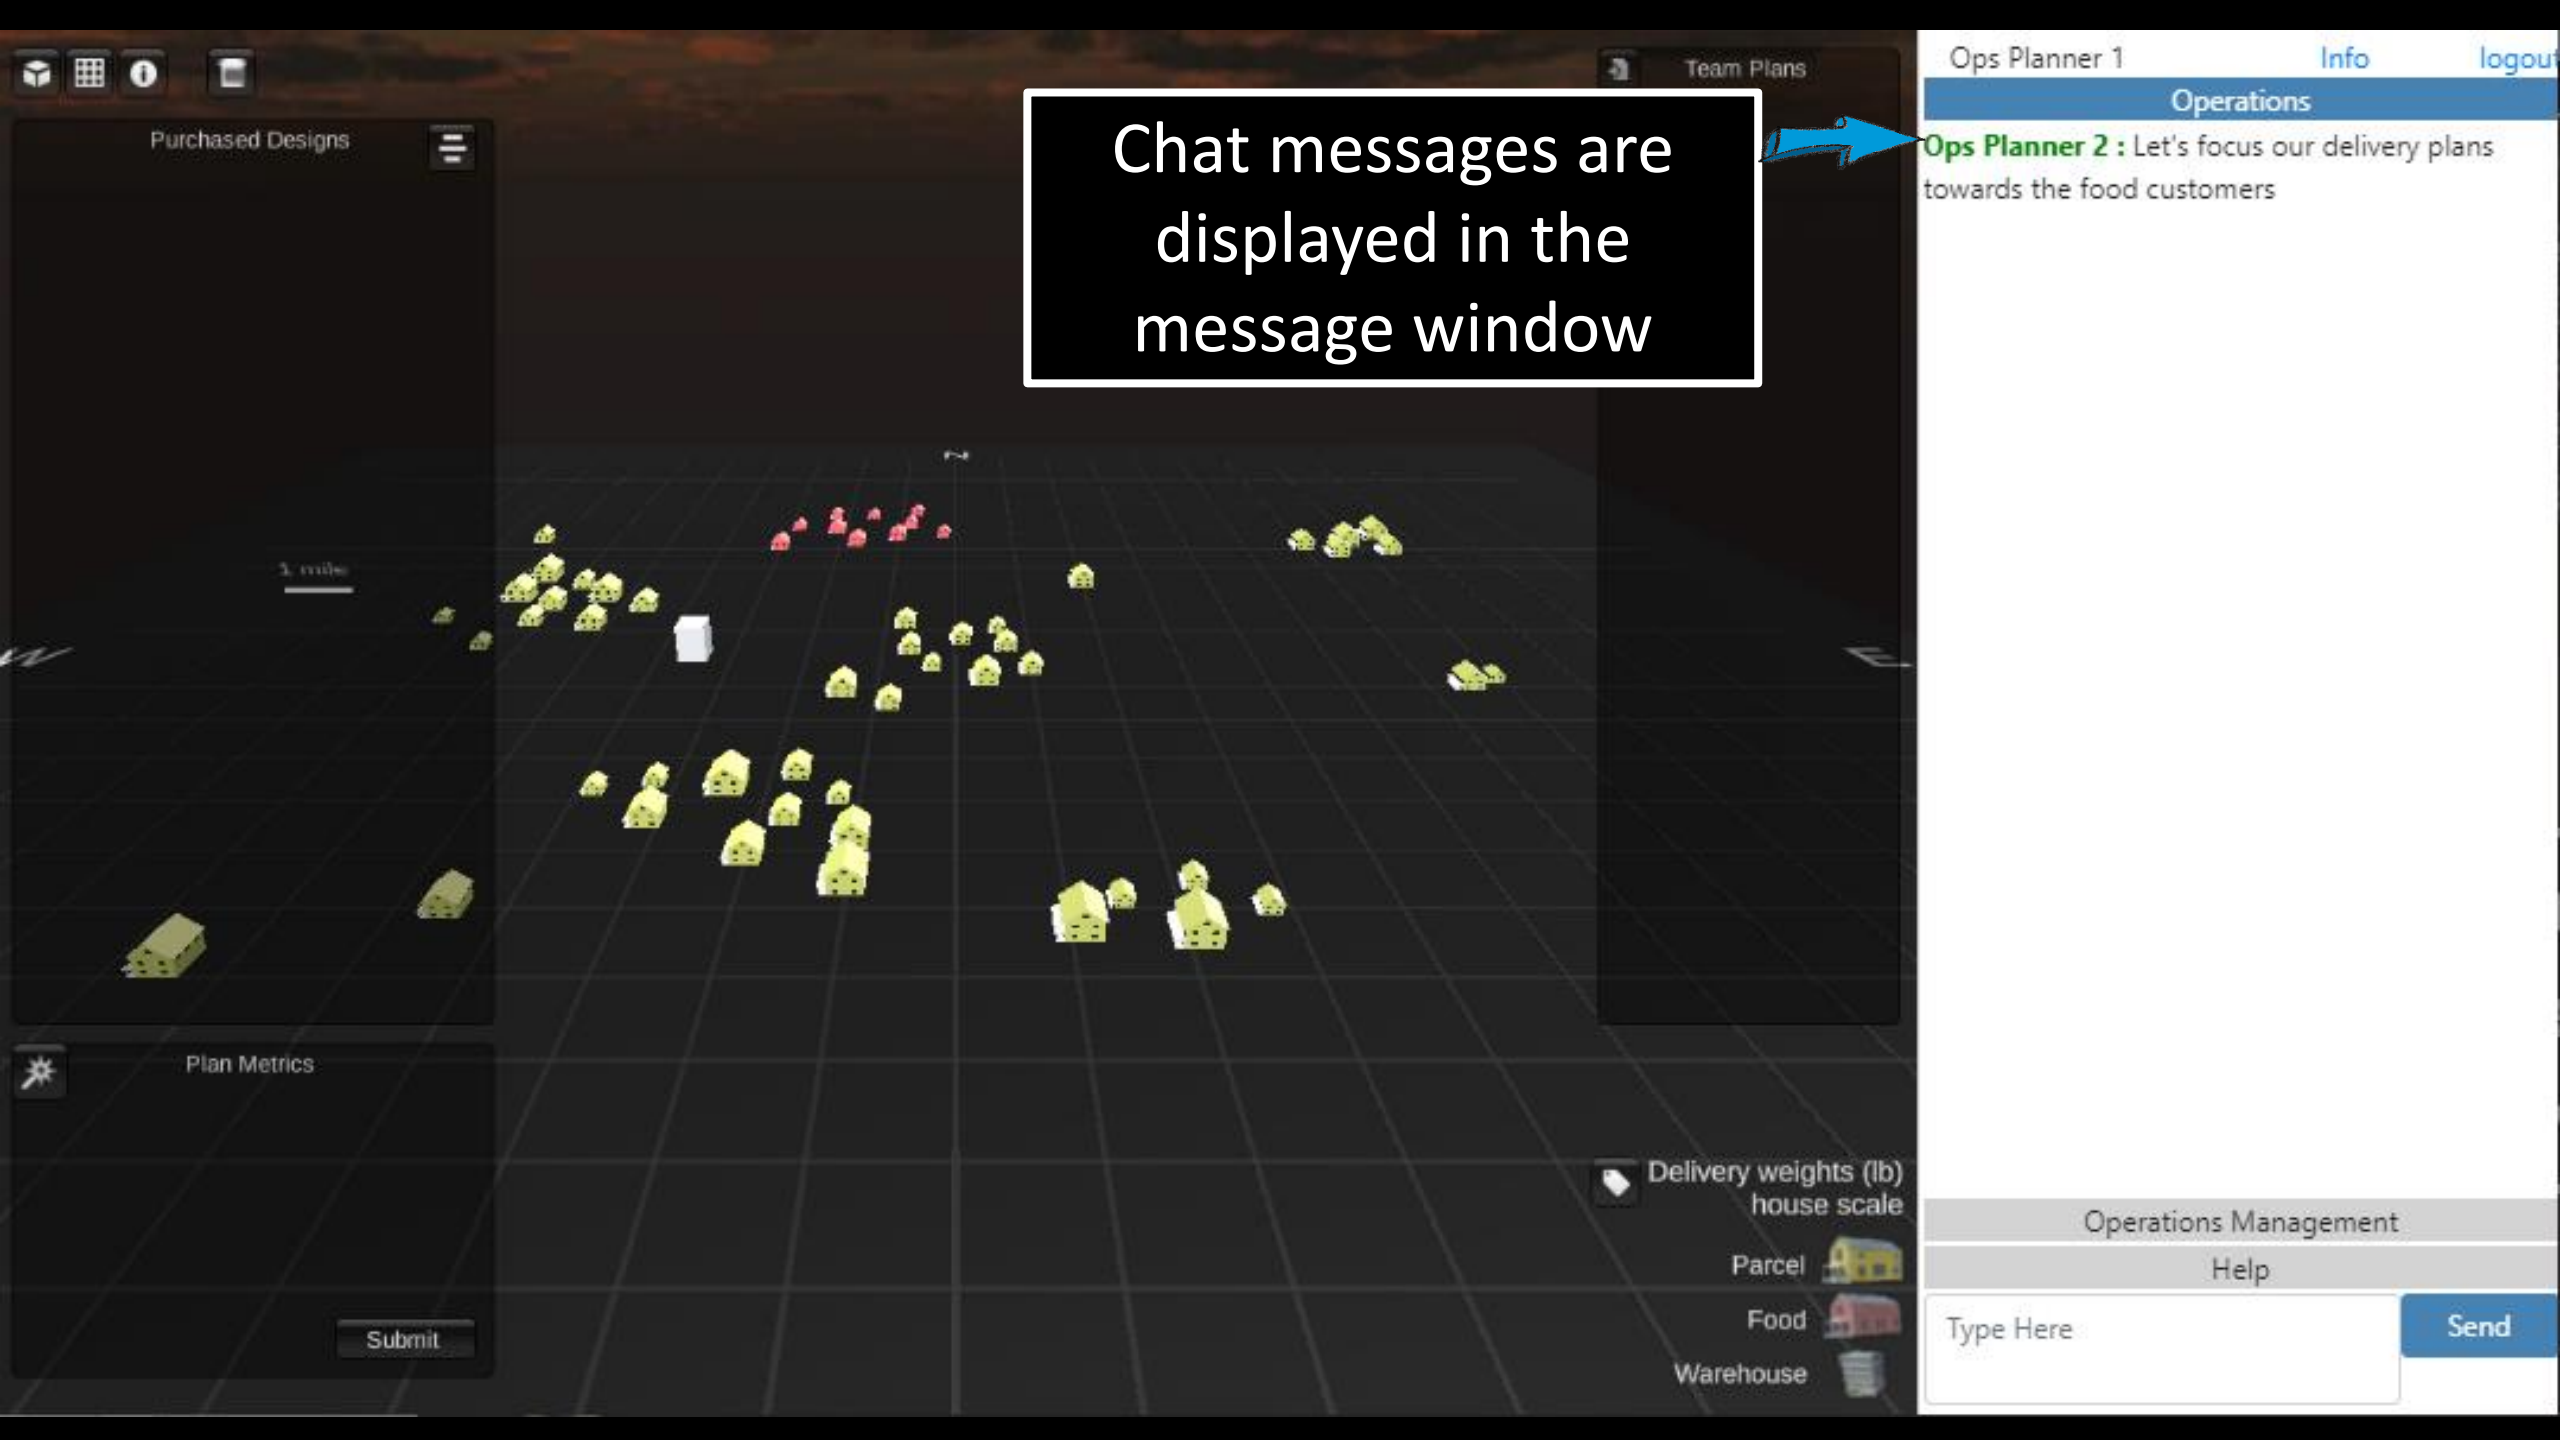 Ops Planner 1
Info
logout
Team Plans
Operations
Purchased Designs
Chat messages are
displayed in the
message window
Ops Planner 2 : Let's focus our delivery plans
towards the food customers
N
1 mile
W
E
Plan Metrics
Submit
Delivery weights (lb)
house scale
Parcel
Food
Warehouse
Operations Management
Help
Type Here
Send